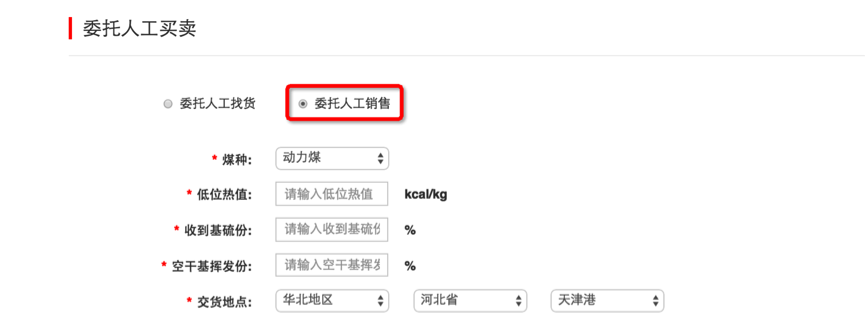 委托人工买卖
委托人工找货 委托人工销售
* 煤种: 动力煤
* 低位热值: 请输入低位热值 kcal/kg
* 收到基硫份: 请输入收到基硫份 %
* 空干基挥发份: 请输入空干基挥发 %
* 交货地点: 华北地区 河北省 天津港